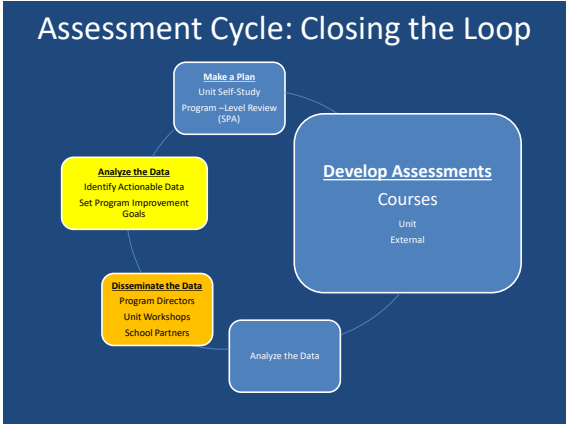 Assessment Cycle: Closing the Loop
Make a Plan
Unit Self-Study
Program –Level Review
(SPA)
Develop Assessments
Courses
Unit
External
Analyze the Data
Disseminate the Data
Program Directors
Unit Workshops
School Partners
Analyze the Data
Identify Actionable Data
Set Program Improvement
Goals